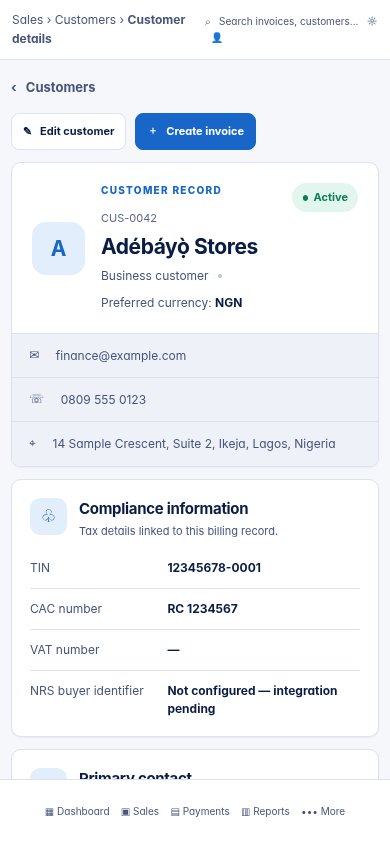 Sales › Customers › Customer details
Search invoices, customers...
‹ Customers
✎ Edit customer
+ Create invoice
CUSTOMER RECORD
● Active
CUS-0042
A
Adébáyọ̀ Stores
Business customer •
Preferred currency: NGN
✉ finance@example.com
☏ 0809 555 0123
⌖ 14 Sample Crescent, Suite 2, Ikeja, Lagos, Nigeria
Compliance information
Tax details linked to this billing record.
TIN 12345678-0001
CAC number RC 1234567
VAT number —
NRS buyer identifier Not configured — integration
pending
Primary contact
Dashboard Sales Payments Reports ••• More